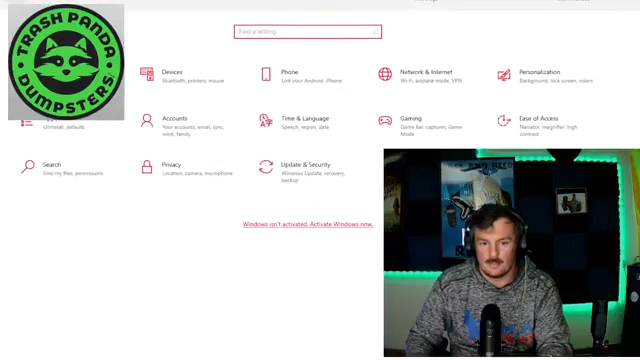 TRASH PANDA
DUMPSTERS
Find a setting
Devices
Bluetooth, printers, mouse
Phone
Link your Android, iPhone
Network & Internet
Wi-Fi, airplane mode, VPN
Personalization
Background, lock screen, colors
Uninstall, defaults
Accounts
Your accounts, email, sync,
work, family
Time & Language
Speech, region, date
Gaming
Game Bar, captures, Game
Mode
Ease of Access
Narrator, magnifier, high
contrast
Search
Find my files, permissions
Privacy
Location, camera, microphone
Update & Security
Windows Update, recovery,
backup
Windows isn't activated. Activate Windows now.